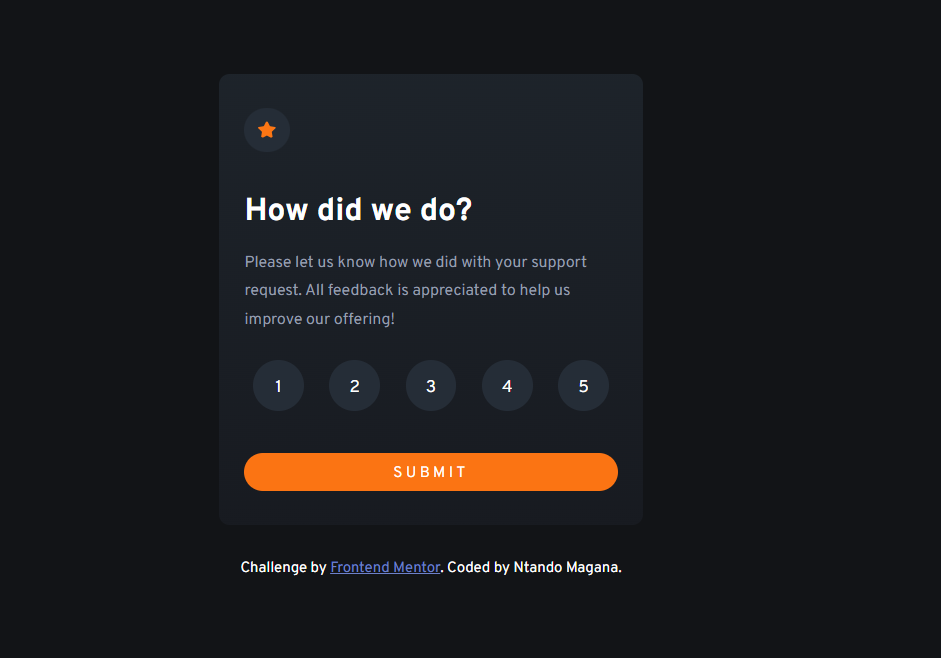 How did we do?
Please let us know how we did with your support
request. All feedback is appreciated to help us
improve our offering!
1 2 3 4 5
SUBMIT
Challenge by Frontend Mentor. Coded by Ntando Magana.